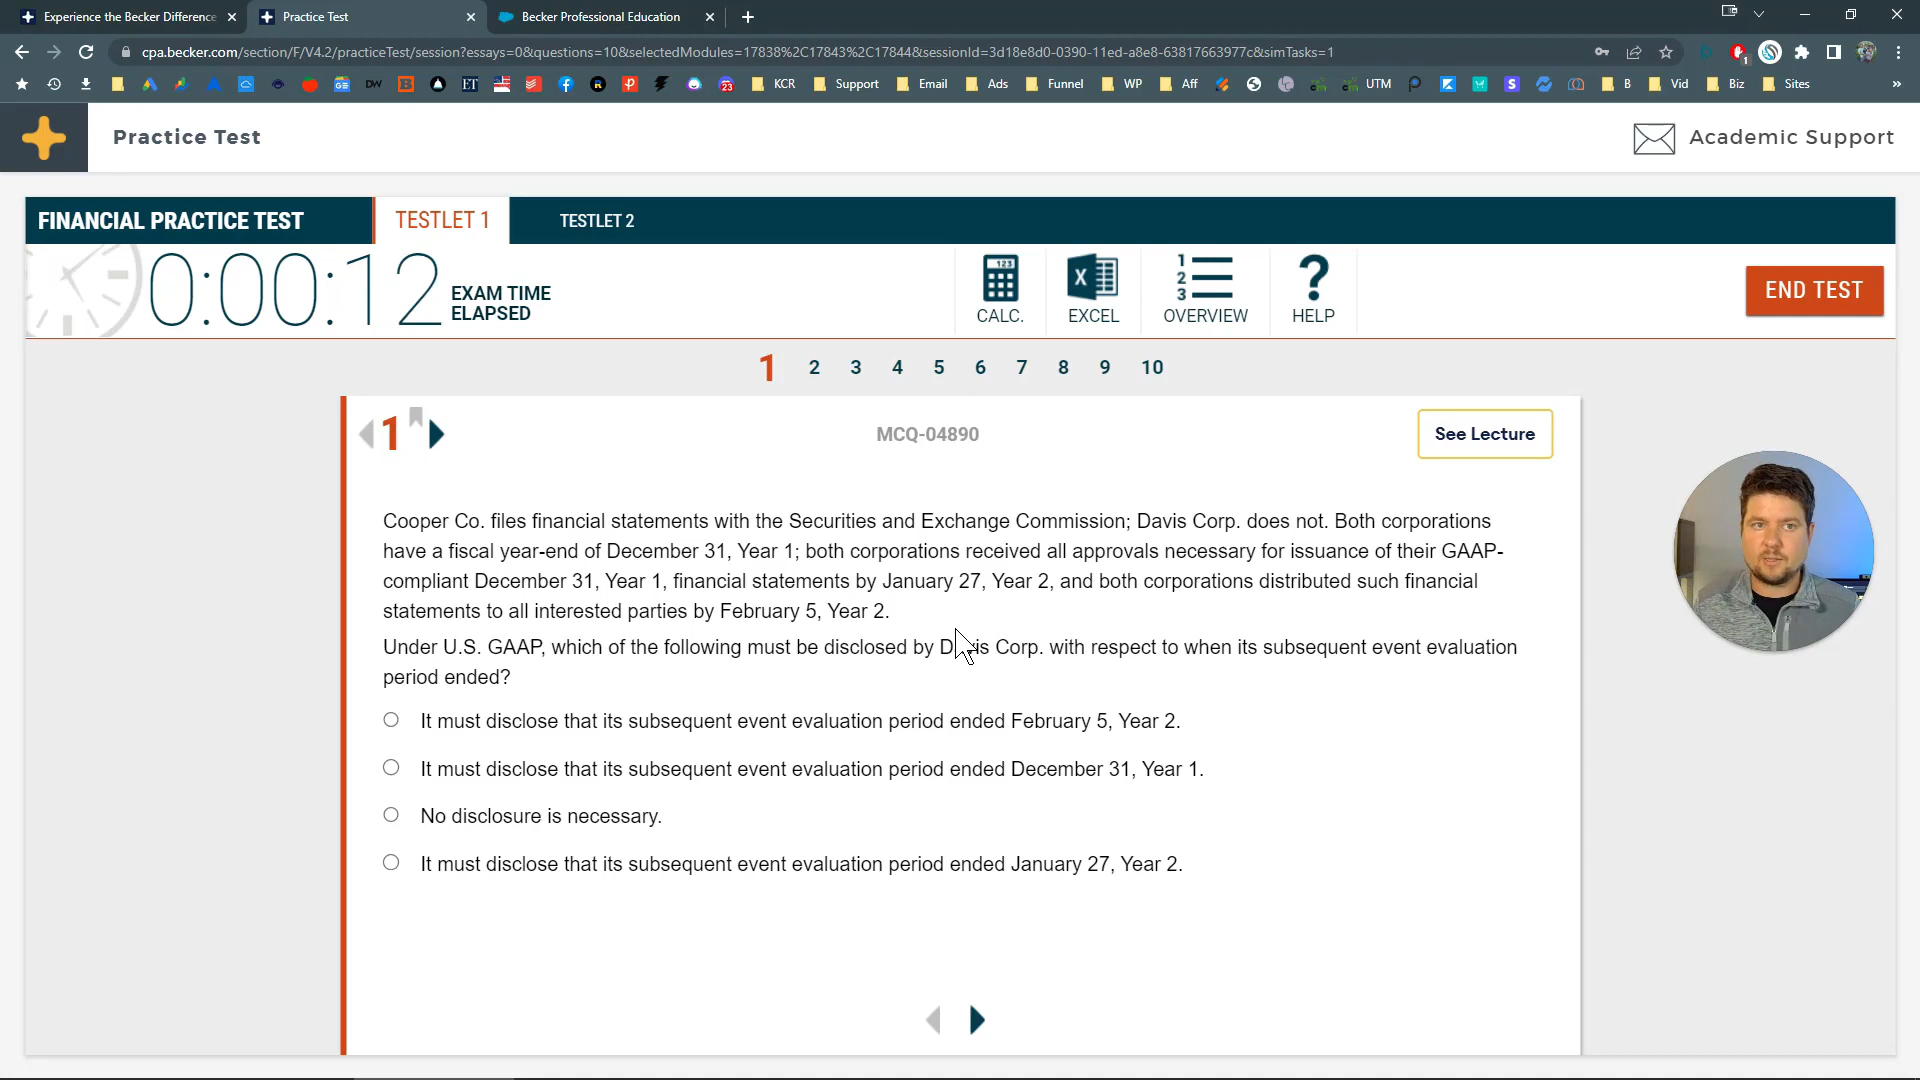 Experience the Becker Difference
Practice Test
Becker Professional Education
cpa.becker.com/section/F/V4.2/practiceTest/session?essays=0&questions=10&selectedModules=17838%2C17843%2C17844&sessionId=3d18e8d0-0390-11ed-a8e8-63817663977c&simTasks=1
KCR
Support
Email
Ads
Funnel
WP
Aff
UTM
B
Vid
Biz
Sites
Practice Test
Academic Support
FINANCIAL PRACTICE TEST
TESTLET 1
TESTLET 2
0:00:12
EXAM TIME
ELAPSED
CALC.
EXCEL
OVERVIEW
HELP
END TEST
1 2 3 4 5 6 7 8 9 10
1
MCQ-04890
See Lecture
Cooper Co. files financial statements with the Securities and Exchange Commission; Davis Corp. does not. Both corporations
have a fiscal year-end of December 31, Year 1; both corporations received all approvals necessary for issuance of their GAAP-
compliant December 31, Year 1, financial statements by January 27, Year 2, and both corporations distributed such financial
statements to all interested parties by February 5, Year 2.
Under U.S. GAAP, which of the following must be disclosed by Davis Corp. with respect to when its subsequent event evaluation
period ended?
It must disclose that its subsequent event evaluation period ended February 5, Year 2.
It must disclose that its subsequent event evaluation period ended December 31, Year 1.
No disclosure is necessary.
It must disclose that its subsequent event evaluation period ended January 27, Year 2.